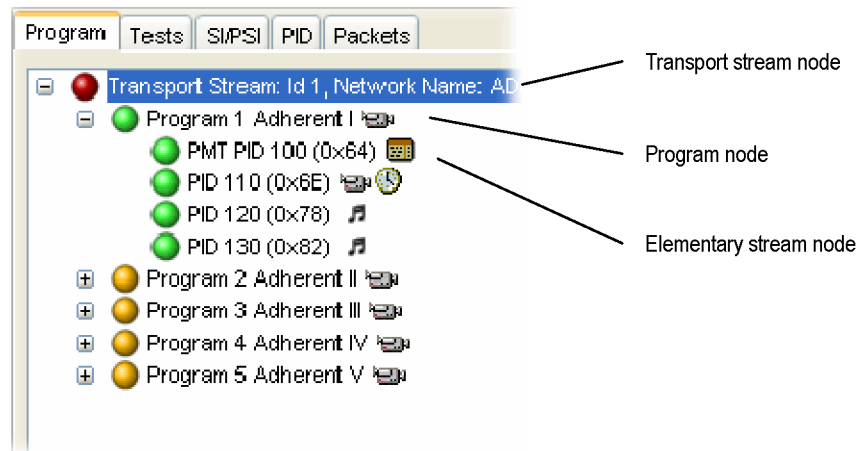 Program Tests SI/PSI PID Packets
Transport Stream: Id 1, Network Name: AD
Transport stream node
Program 1 Adherent I
Program node
PMT PID 100 (0x64)
PID 110 (0x6E)
PID 120 (0x78)
PID 130 (0x82)
Elementary stream node
Program 2 Adherent II
Program 3 Adherent III
Program 4 Adherent IV
Program 5 Adherent V